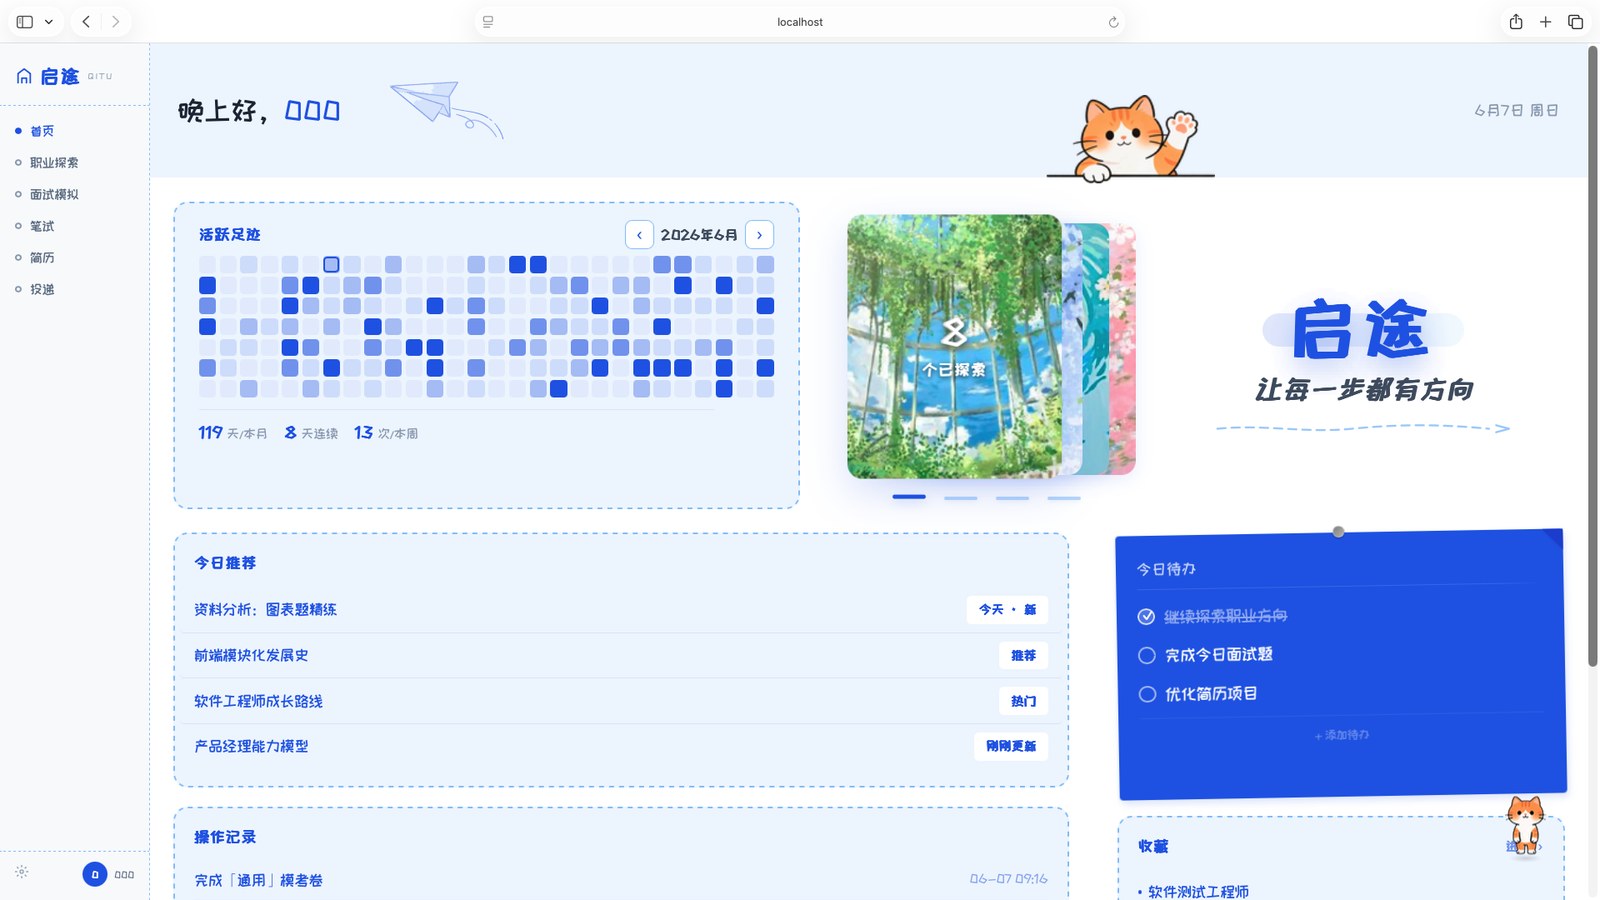 localhost
启途 QITU
首页
职业探索
面试模拟
笔试
简历
投递
晚上好，
6月7日 周日
活跃足迹
2026年6月
119 天/本月 8 天连续 13 次/本周
8
个已探索
启途
让每一步都有方向
今日推荐
资料分析：图表题精练 今天 · 新
前端模块化发展史 推荐
软件工程师成长路线 热门
产品经理能力模型 刚刚更新
今日待办
继续探索职业方向
完成今日面试题
优化简历项目
+ 添加待办
操作记录
完成「通用」模考卷 06-07 09:16
收藏
• 软件测试工程师